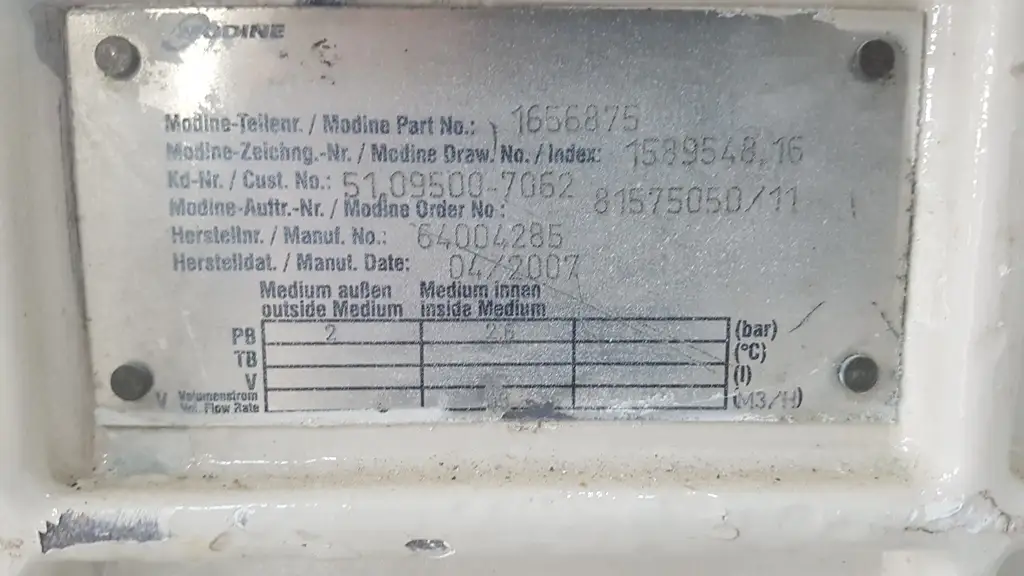 MODINE
Modine-Teilenr. / Modine Part No.: 1656875
Modine-Zeichng.-Nr. / Modine Draw. No. / Index: 1589548.16
Kd-Nr. / Cust. No.: 51.09500-7062
Modine-Auftr.-Nr. / Modine Order No.: 81575050/11
Herstellnr. / Manuf. No.: 64004285
Herstelldat. / Manuf. Date: 04/2007
Medium außen Medium innen
outside Medium inside Medium
PB 2 2.6 (bar)
TB (°C)
V (l)
V Volumenstrom
Vol. Flow Rate (M3/H)